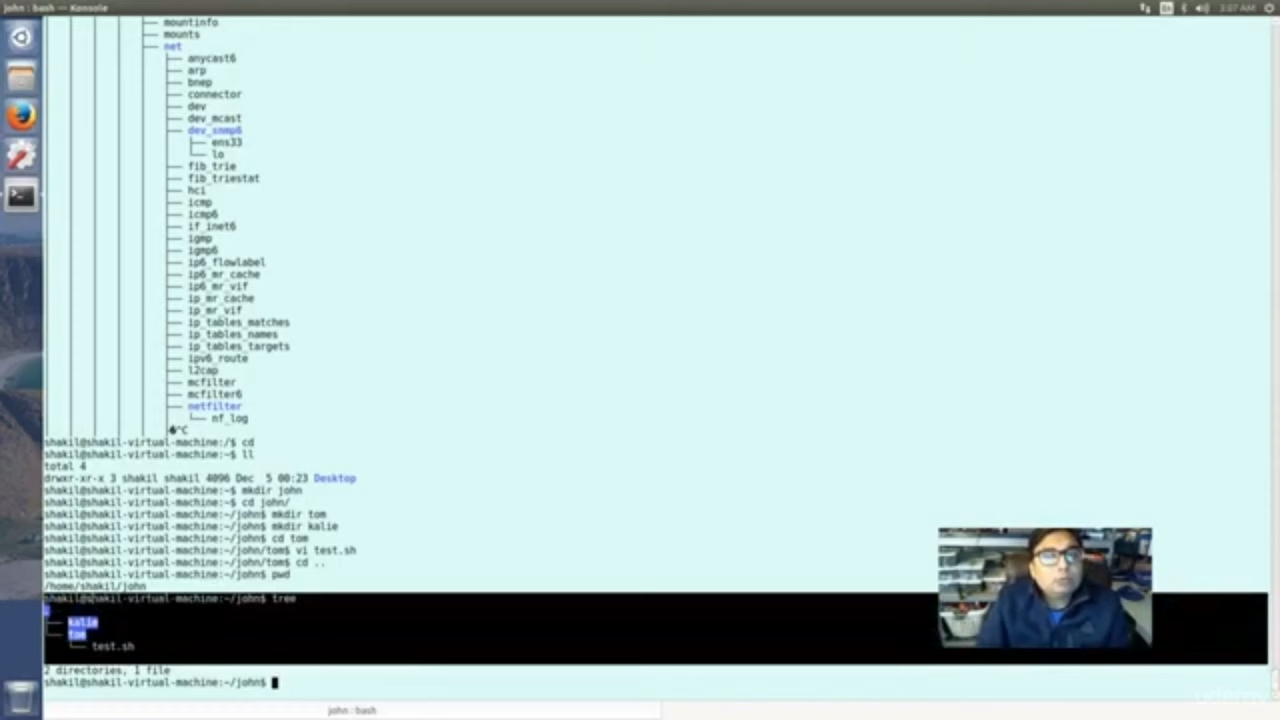 john : bash — Konsole
3:07 AM
├── mountinfo
├── mounts
├── net
├── anycast6
├── arp
├── bnep
├── connector
├── dev
├── dev_mcast
├── dev_snmp6
├── ens33
└── lo
├── fib_trie
├── fib_triestat
├── hci
├── icmp
├── icmp6
├── if_inet6
├── igmp
├── igmp6
├── ip6_flowlabel
├── ip6_mr_cache
├── ip6_mr_vif
├── ip_mr_cache
├── ip_mr_vif
├── ip_tables_matches
├── ip_tables_names
├── ip_tables_targets
├── ipv6_route
├── l2cap
├── mcfilter
├── mcfilter6
├── netfilter
└── nf_log
^C
shakil@shakil-virtual-machine:/$ cd
shakil@shakil-virtual-machine:~$ ll
total 4
drwxr-xr-x 3 shakil shakil 4096 Dec  5 00:23 Desktop
shakil@shakil-virtual-machine:~$ mkdir john
shakil@shakil-virtual-machine:~$ cd john/
shakil@shakil-virtual-machine:~/john$ mkdir tom
shakil@shakil-virtual-machine:~/john$ mkdir kalie
shakil@shakil-virtual-machine:~/john$ cd tom
shakil@shakil-virtual-machine:~/john/tom$ vi test.sh
shakil@shakil-virtual-machine:~/john/tom$ cd ..
shakil@shakil-virtual-machine:~/john$ pwd
/home/shakil/john
shakil@shakil-virtual-machine:~/john$ tree
.
├── kalie
└── tom
└── test.sh
2 directories, 1 file
shakil@shakil-virtual-machine:~/john$
john : bash